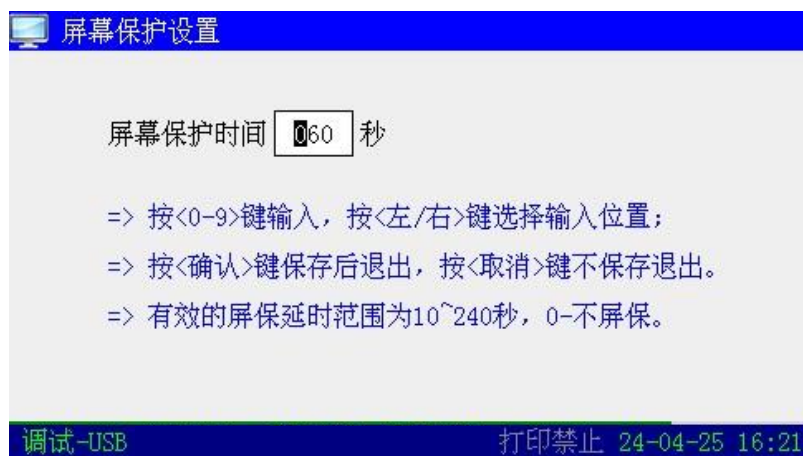 屏幕保护设置
屏幕保护时间 060 秒
=> 按<0-9>键输入，按<左/右>键选择输入位置；
=> 按<确认>键保存后退出，按<取消>键不保存退出。
=> 有效的屏保延时范围为10~240秒，0-不屏保。
调试-USB 打印禁止 24-04-25 16:21